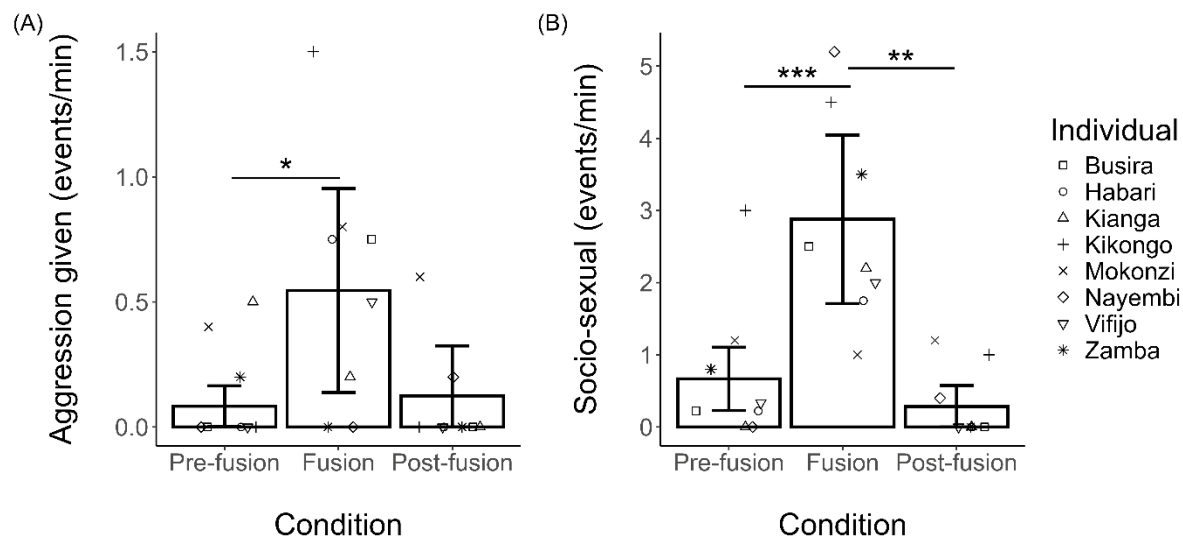 (A)
Aggression given (events/min)
1.5
1.0
0.5
0.0
*
Pre-fusion Fusion Post-fusion
Condition
(B)
Socio-sexual (events/min)
5
4
3
2
1
0
***
**
Pre-fusion Fusion Post-fusion
Condition
Individual
Busira
Habari
Kianga
Kikongo
Mokonzi
Nayembi
Vifijo
Zamba